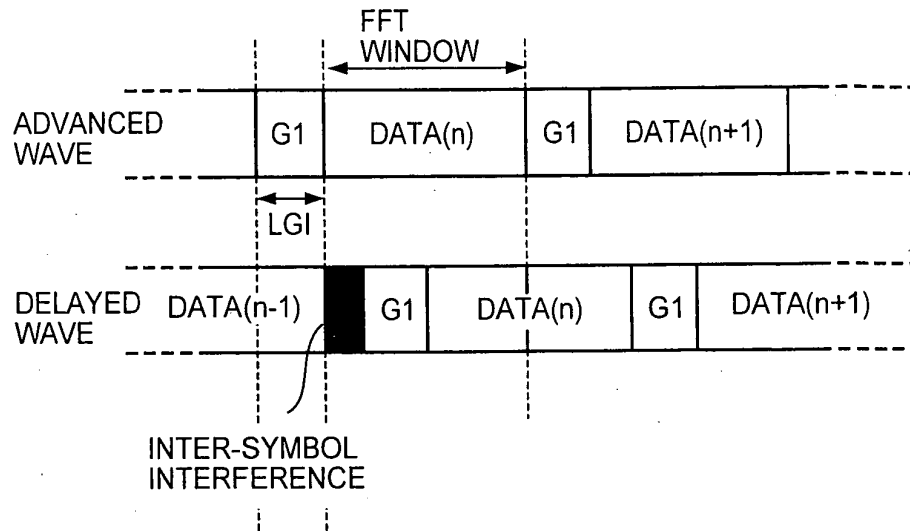 FFT
WINDOW
ADVANCED
WAVE
G1 DATA(n) G1 DATA(n+1)
LGI
DELAYED
WAVE
DATA(n-1) G1 DATA(n) G1 DATA(n+1)
INTER-SYMBOL
INTERFERENCE